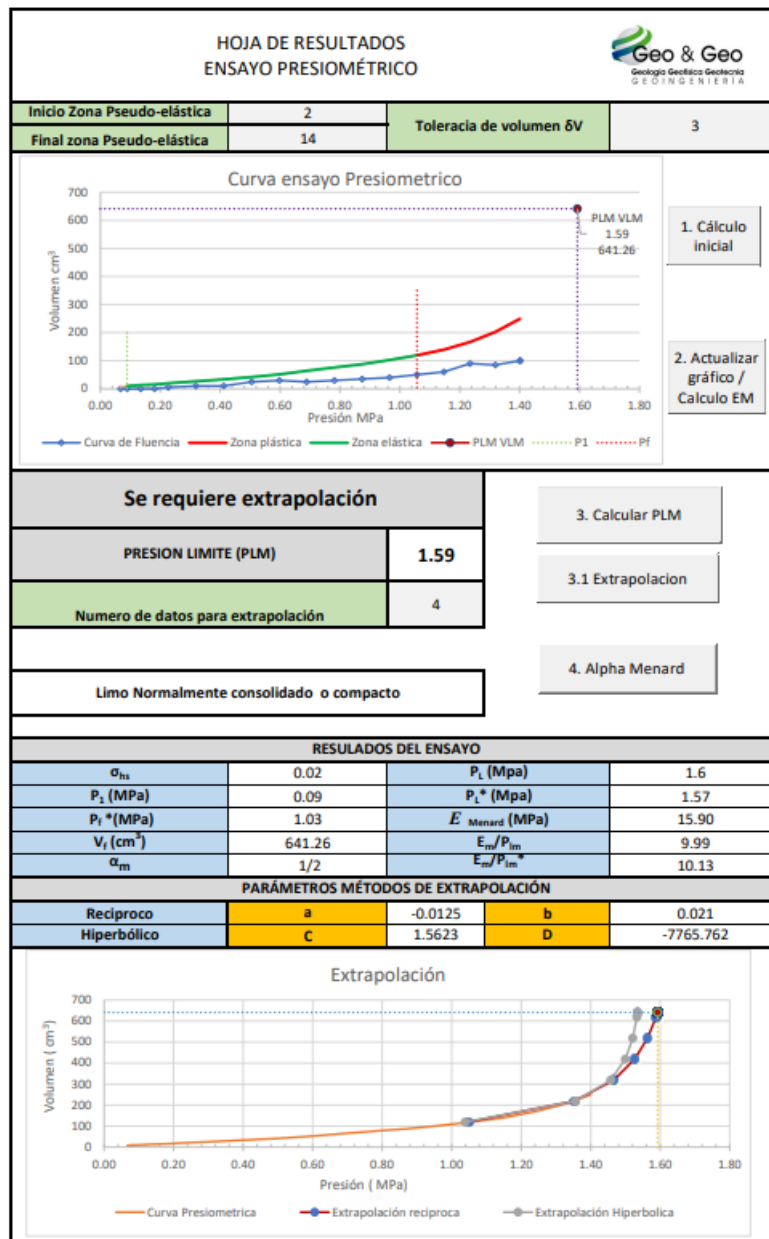 HOJA DE RESULTADOS
ENSAYO PRESIOMÉTRICO
Geo & Geo
Geología Geofísica Geotecnia
GEOINGENIERÍA
Inicio Zona Pseudo-elástica 2
Final zona Pseudo-elástica 14
Toleracia de volumen δV 3
Curva ensayo Presiometrico
Volumen cm³
700
600
500
400
300
200
100
0
PLM VLM
1.59
641.26
0.00 0.20 0.40 0.60 0.80 1.00 1.20 1.40 1.60 1.80
Presión MPa
Curva de Fluencia Zona plástica Zona elástica PLM VLM P1 Pf
1. Cálculo
inicial
2. Actualizar
gráfico /
Calculo EM
Se requiere extrapolación
PRESION LIMITE (PLM) 1.59
Numero de datos para extrapolación 4
3. Calcular PLM
3.1 Extrapolacion
4. Alpha Menard
Limo Normalmente consolidado o compacto
RESULADOS DEL ENSAYO
σhs 0.02 PL (Mpa) 1.6
P1 (MPa) 0.09 PL* (Mpa) 1.57
Pf *(MPa) 1.03 E Menard (MPa) 15.90
Vf (cm³) 641.26 Em/Plm 9.99
αm 1/2 Em/Plm* 10.13
PARÁMETROS MÉTODOS DE EXTRAPOLACIÓN
Reciproco a -0.0125 b 0.021
Hiperbólico C 1.5623 D -7765.762
Extrapolación
Volumen ( cm³)
700
600
500
400
300
200
100
0
0.00 0.20 0.40 0.60 0.80 1.00 1.20 1.40 1.60 1.80
Presión ( MPa)
Curva Presiometrica Extrapolación reciproca Extrapolación Hiperbolica